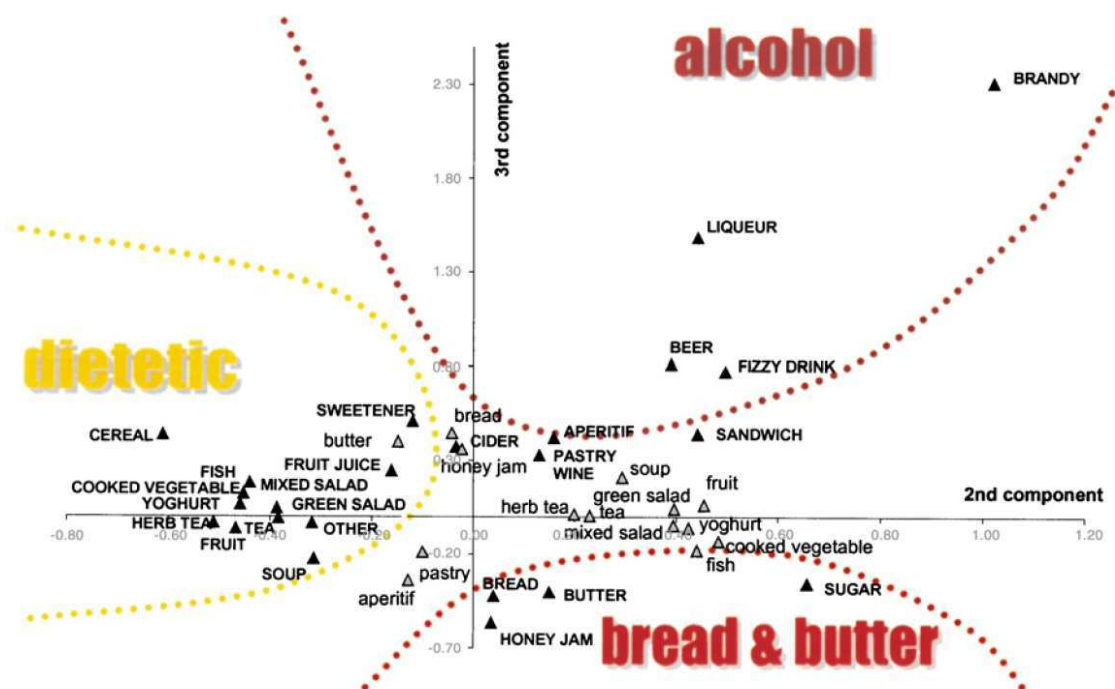 alcohol
BRANDY
3rd component
2.30
1.80
LIQUEUR
1.30
BEER
FIZZY DRINK
0.80
dietetic
SWEETENER
bread
CEREAL
butter
CIDER
APERITIF
SANDWICH
0.30
honey jam
PASTRY
WINE
FRUIT JUICE
soup
FISH
MIXED SALAD
COOKED VEGETABLE
fruit
YOGHURT
GREEN SALAD
green salad
2nd component
herb tea
tea
HERB TEA
TEA
OTHER
mixed salad
yoghurt
FRUIT
-0.80
-0.60
-0.40
-0.20
0.00
0.40
0.60
0.80
1.00
1.20
-0.20
cooked vegetable
fish
SOUP
pastry
aperitif
BREAD
BUTTER
SUGAR
HONEY JAM
-0.70
bread & butter